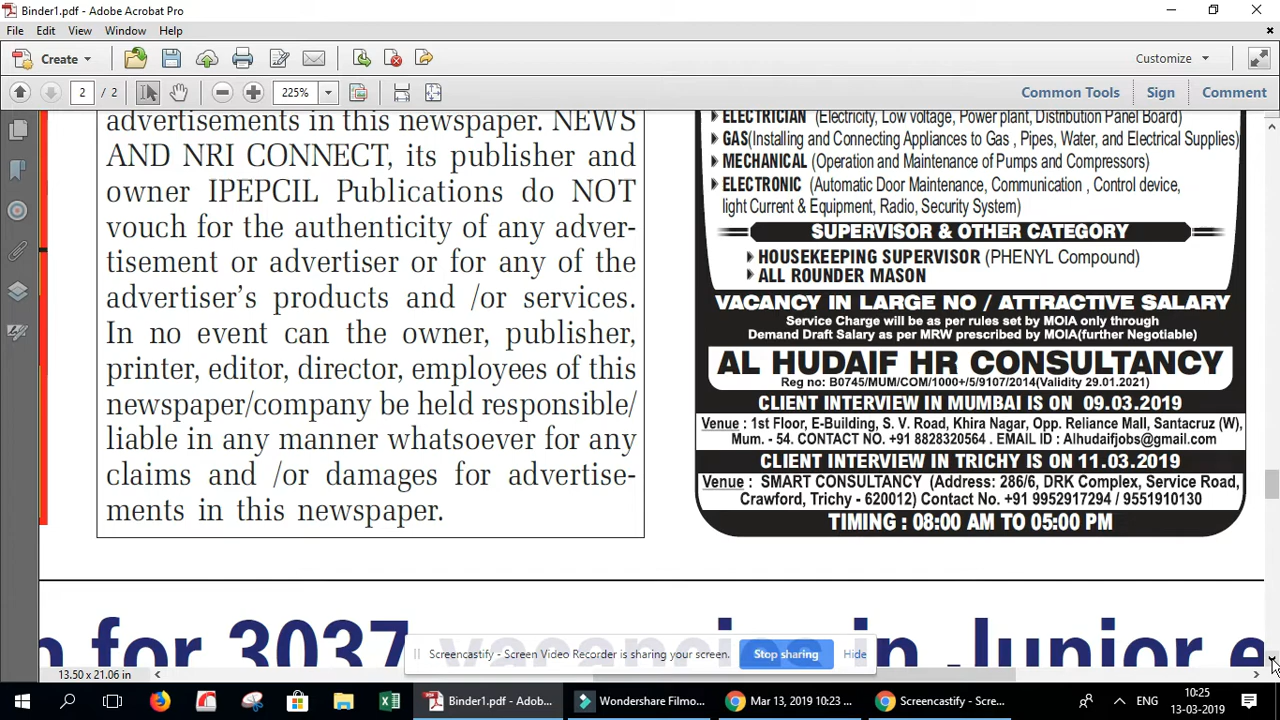 Binder1.pdf - Adobe Acrobat Pro
File Edit View Window Help
Create
Customize
2 / 2
225%
Common Tools Sign Comment
advertisements in this newspaper. NEWS
AND NRI CONNECT, its publisher and
owner IPEPCIL Publications do NOT
vouch for the authenticity of any adver-
tisement or advertiser or for any of the
advertiser's products and /or services.
In no event can the owner, publisher,
printer, editor, director, employees of this
newspaper/company be held responsible/
liable in any manner whatsoever for any
claims and /or damages for advertise-
ments in this newspaper.
ELECTRICIAN (Electricity, Low voltage, Power plant, Distribution Panel Board)
GAS(Installing and Connecting Appliances to Gas , Pipes, Water, and Electrical Supplies)
MECHANICAL (Operation and Maintenance of Pumps and Compressors)
ELECTRONIC (Automatic Door Maintenance, Communication , Control device,
light Current & Equipment, Radio, Security System)
SUPERVISOR & OTHER CATEGORY
HOUSEKEEPING SUPERVISOR (PHENYL Compound)
ALL ROUNDER MASON
VACANCY IN LARGE NO / ATTRACTIVE SALARY
Service Charge will be as per rules set by MOIA only through
Demand Draft Salary as per MRW prescribed by MOIA(further Negotiable)
AL HUDAIF HR CONSULTANCY
Reg no: B0745/MUM/COM/1000+/5/9107/2014(Validity 29.01.2021)
CLIENT INTERVIEW IN MUMBAI IS ON 09.03.2019
Venue : 1st Floor, E-Building, S. V. Road, Khira Nagar, Opp. Reliance Mall, Santacruz (W),
Mum. - 54. CONTACT NO. +91 8828320564 . EMAIL ID : Alhudaifjobs@gmail.com
CLIENT INTERVIEW IN TRICHY IS ON 11.03.2019
Venue : SMART CONSULTANCY (Address: 286/6, DRK Complex, Service Road,
Crawford, Trichy - 620012) Contact No. +91 9952917294 / 9551910130
TIMING : 08:00 AM TO 05:00 PM
n for 3037 vacancies in Junior e
Screencastify - Screen Video Recorder is sharing your screen. Stop sharing Hide
13.50 x 21.06 in
Binder1.pdf - Adob... Wondershare Filmo... Mar 13, 2019 10:23 ... Screencastify - Scre...
ENG
10:25
13-03-2019